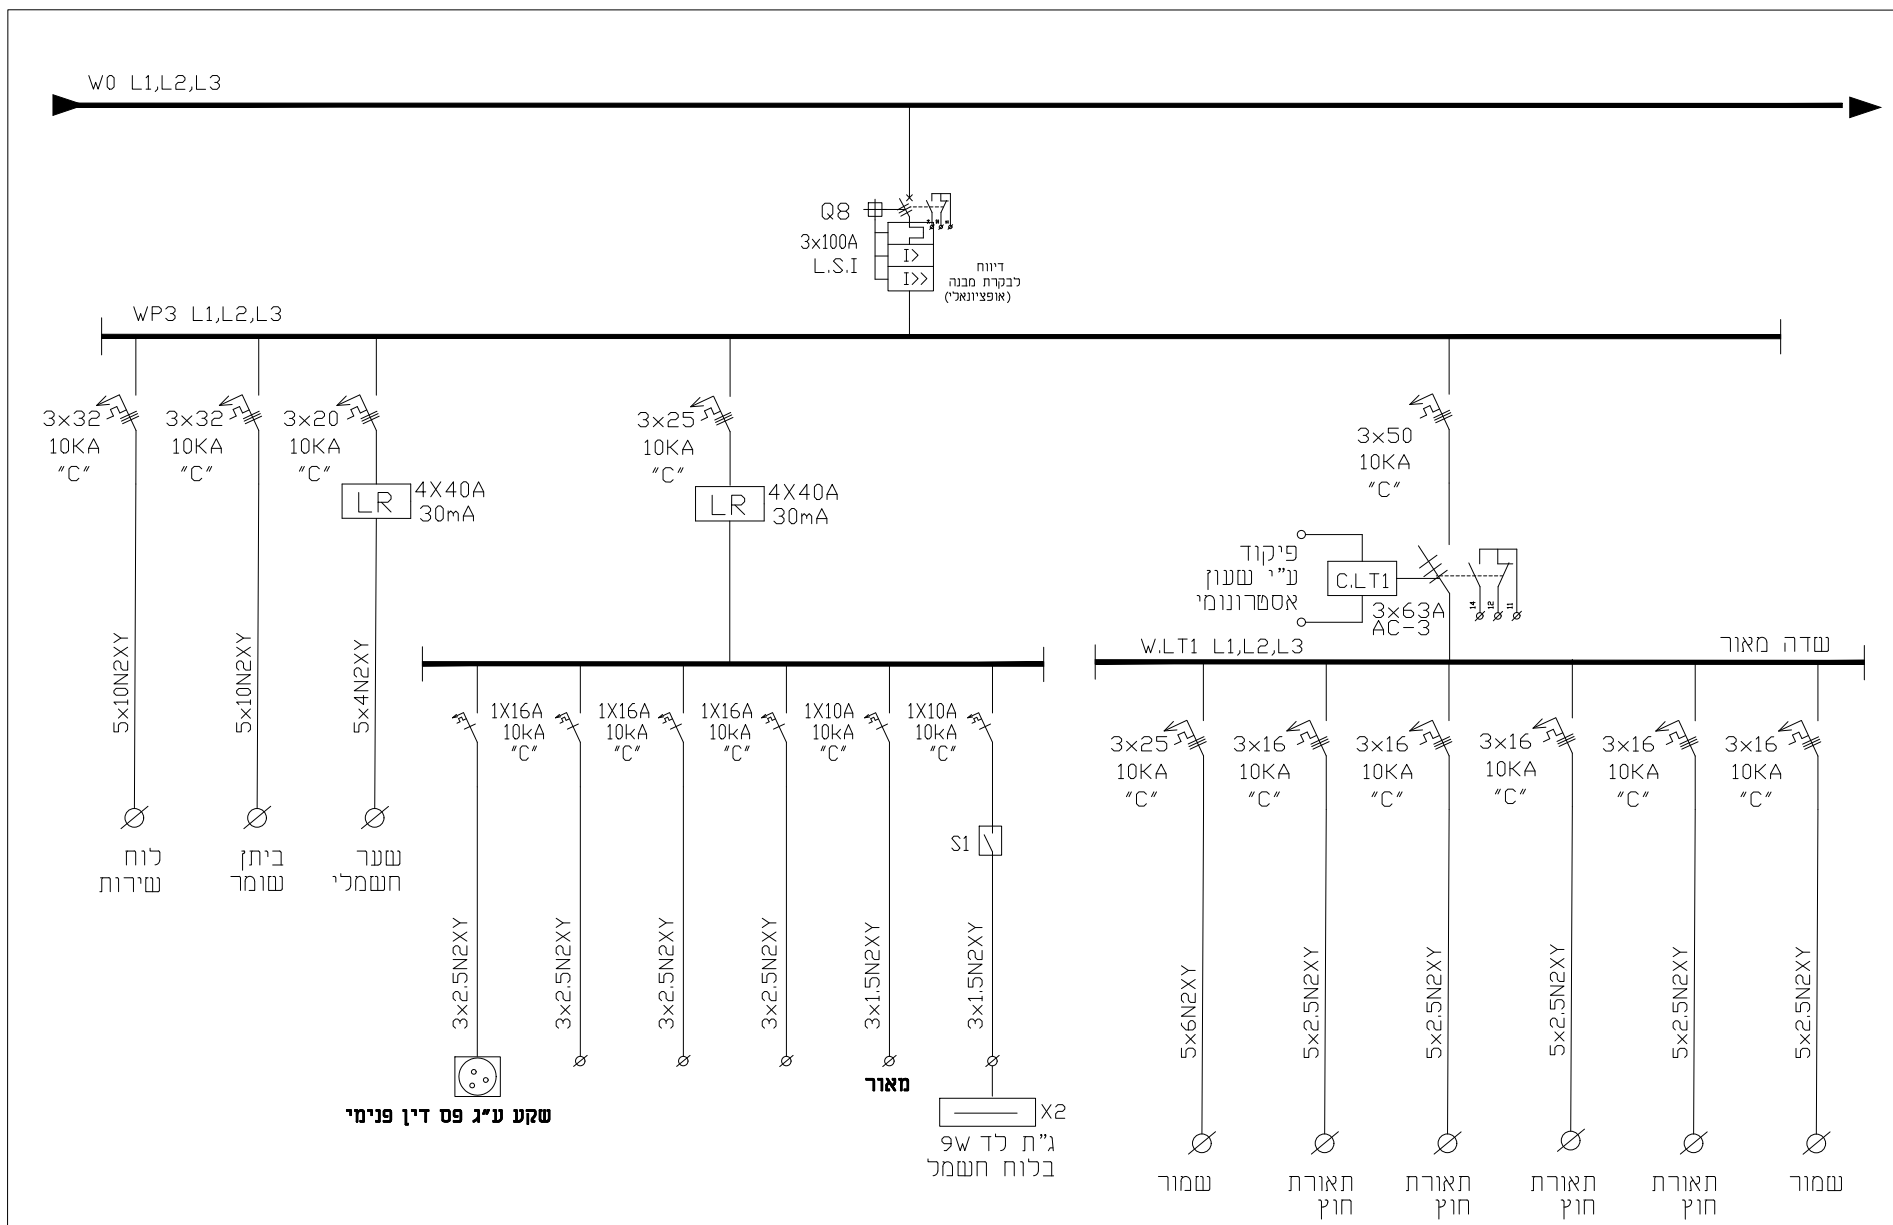 W0 L1,L2,L3
Q8
3x100A
L.S.I
I>
I>>
דיווח
לבקרת מבנה
(אופציונאלי)
WP3 L1,L2,L3
3x32
10KA
"C"
3x32
10KA
"C"
3x20
10KA
"C"
LR
4X40A
30mA
3x25
10KA
"C"
LR
4X40A
30mA
3x50
10KA
"C"
פיקוד
ע"י שעון
אסטרונומי
C.LT1
3x63A
AC-3
14
12
11
W.LT1 L1,L2,L3
שדה מאור
5x10N2XY
5x10N2XY
5x4N2XY
לוח
שירות
ביתן
שומר
שער
חשמלי
1X16A
10kA
"C"
1X16A
10kA
"C"
1X16A
10kA
"C"
1X10A
10kA
"C"
1X10A
10kA
"C"
S1
3x2.5N2XY
3x2.5N2XY
3x2.5N2XY
3x2.5N2XY
3x1.5N2XY
3x1.5N2XY
שקע ע"ג פס דין פנימי
מאור
X2
ג"ת לד 9W
בלוח חשמל
3x25
10KA
"C"
3x16
10KA
"C"
3x16
10KA
"C"
3x16
10KA
"C"
3x16
10KA
"C"
3x16
10KA
"C"
5x6N2XY
5x2.5N2XY
5x2.5N2XY
5x2.5N2XY
5x2.5N2XY
5x2.5N2XY
שמור
תאורת
חוץ
תאורת
חוץ
תאורת
חוץ
תאורת
חוץ
שמור